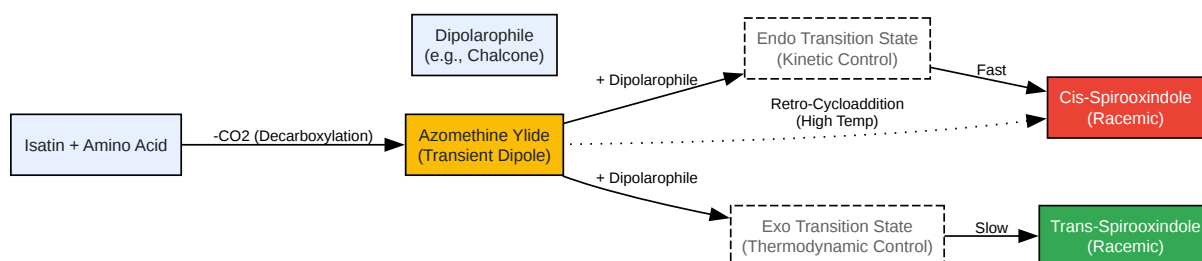 Dipolarophile
(e.g., Chalcone)
Endo Transition State
(Kinetic Control)
+ Dipolarophile
Fast
Cis-Spirooxindole
(Racemic)
Retro-Cycloaddition
(High Temp)
Isatin + Amino Acid
-CO2 (Decarboxylation)
Azomethine Ylide
(Transient Dipole)
+ Dipolarophile
Exo Transition State
(Thermodynamic Control)
Slow
Trans-Spirooxindole
(Racemic)